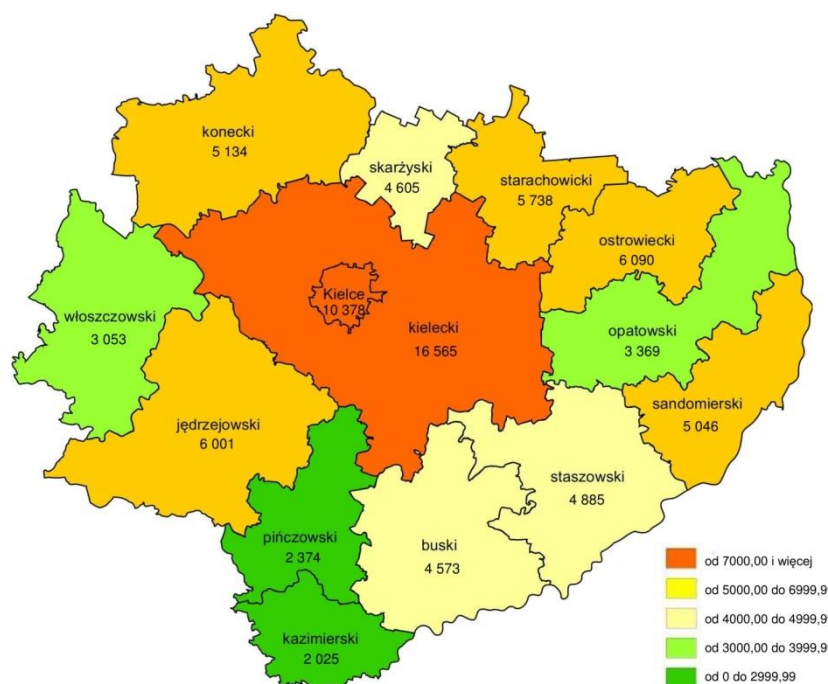 konecki
5 134
skarżyski
4 605
starachowicki
5 738
ostrowiecki
6 090
Kielce
10 378
kielecki
16 565
włoszczowski
3 053
opatowski
3 369
jędrzejowski
6 001
sandomierski
5 046
staszowski
4 885
pińczowski
2 374
buski
4 573
kazimierski
2 025
od 7000,00 i więcej
od 5000,00 do 6999,9
od 4000,00 do 4999,9
od 3000,00 do 3999,9
od 0 do 2999,99